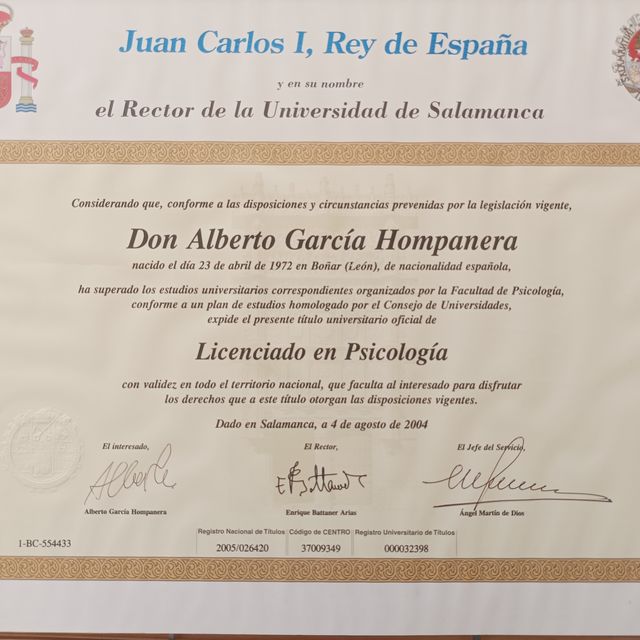 Juan Carlos I, Rey de España
y en su nombre
el Rector de la Universidad de Salamanca
Considerando que, conforme a las disposiciones y circunstancias prevenidas por la legislación vigente,
Don Alberto García Hompanera
nacido el día 23 de abril de 1972 en Boñar (León), de nacionalidad española,
ha superado los estudios universitarios correspondientes organizados por la Facultad de Psicología,
conforme a un plan de estudios homologado por el Consejo de Universidades,
expide el presente título universitario oficial de
Licenciado en Psicología
con validez en todo el territorio nacional, que faculta al interesado para disfrutar
los derechos que a este título otorgan las disposiciones vigentes.
Dado en Salamanca, a 4 de agosto de 2004
El interesado, El Rector, El Jefe del Servicio,
Alberto García Hompanera Enrique Battaner Arias Ángel Martín de Dios
Registro Nacional de Títulos Código de CENTRO Registro Universitario de Títulos
1-BC-554433 2005/026420 37009349 000032398